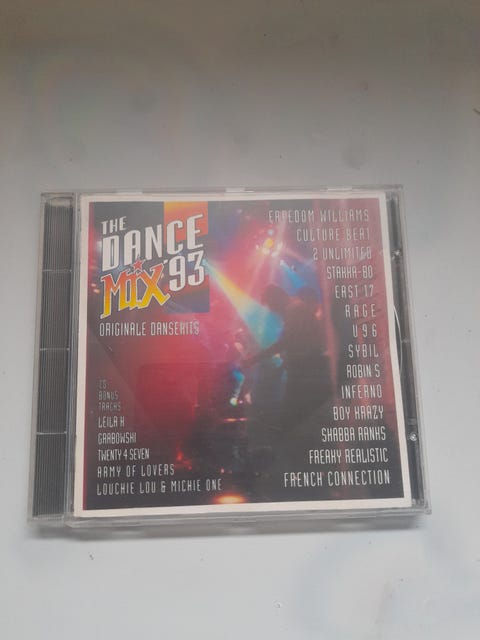 THE
DANCE
MIX '93
ORIGINALE DANSEHITS
FREEDOM WILLIAMS
CULTURE BEAT
2 UNLIMITED
STAKKA-BO
EAST 17
RAGE
U96
SYBIL
ROBIN S
INFERNO
BOY KRAZY
SHABBA RANKS
FREAKY REALISTIC
FRENCH CONNECTION
CD
BONUS
TRACKS
LEILA K
GRABOWSKI
TWENTY 4 SEVEN
ARMY OF LOVERS
LOUCHIE LOU & MICHIE ONE